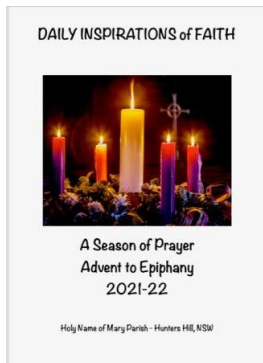 DAILY INSPIRATIONS of FAITH
A Season of Prayer
Advent to Epiphany
2021-22
Holy Name of Mary Parish - Hunters Hill, NSW